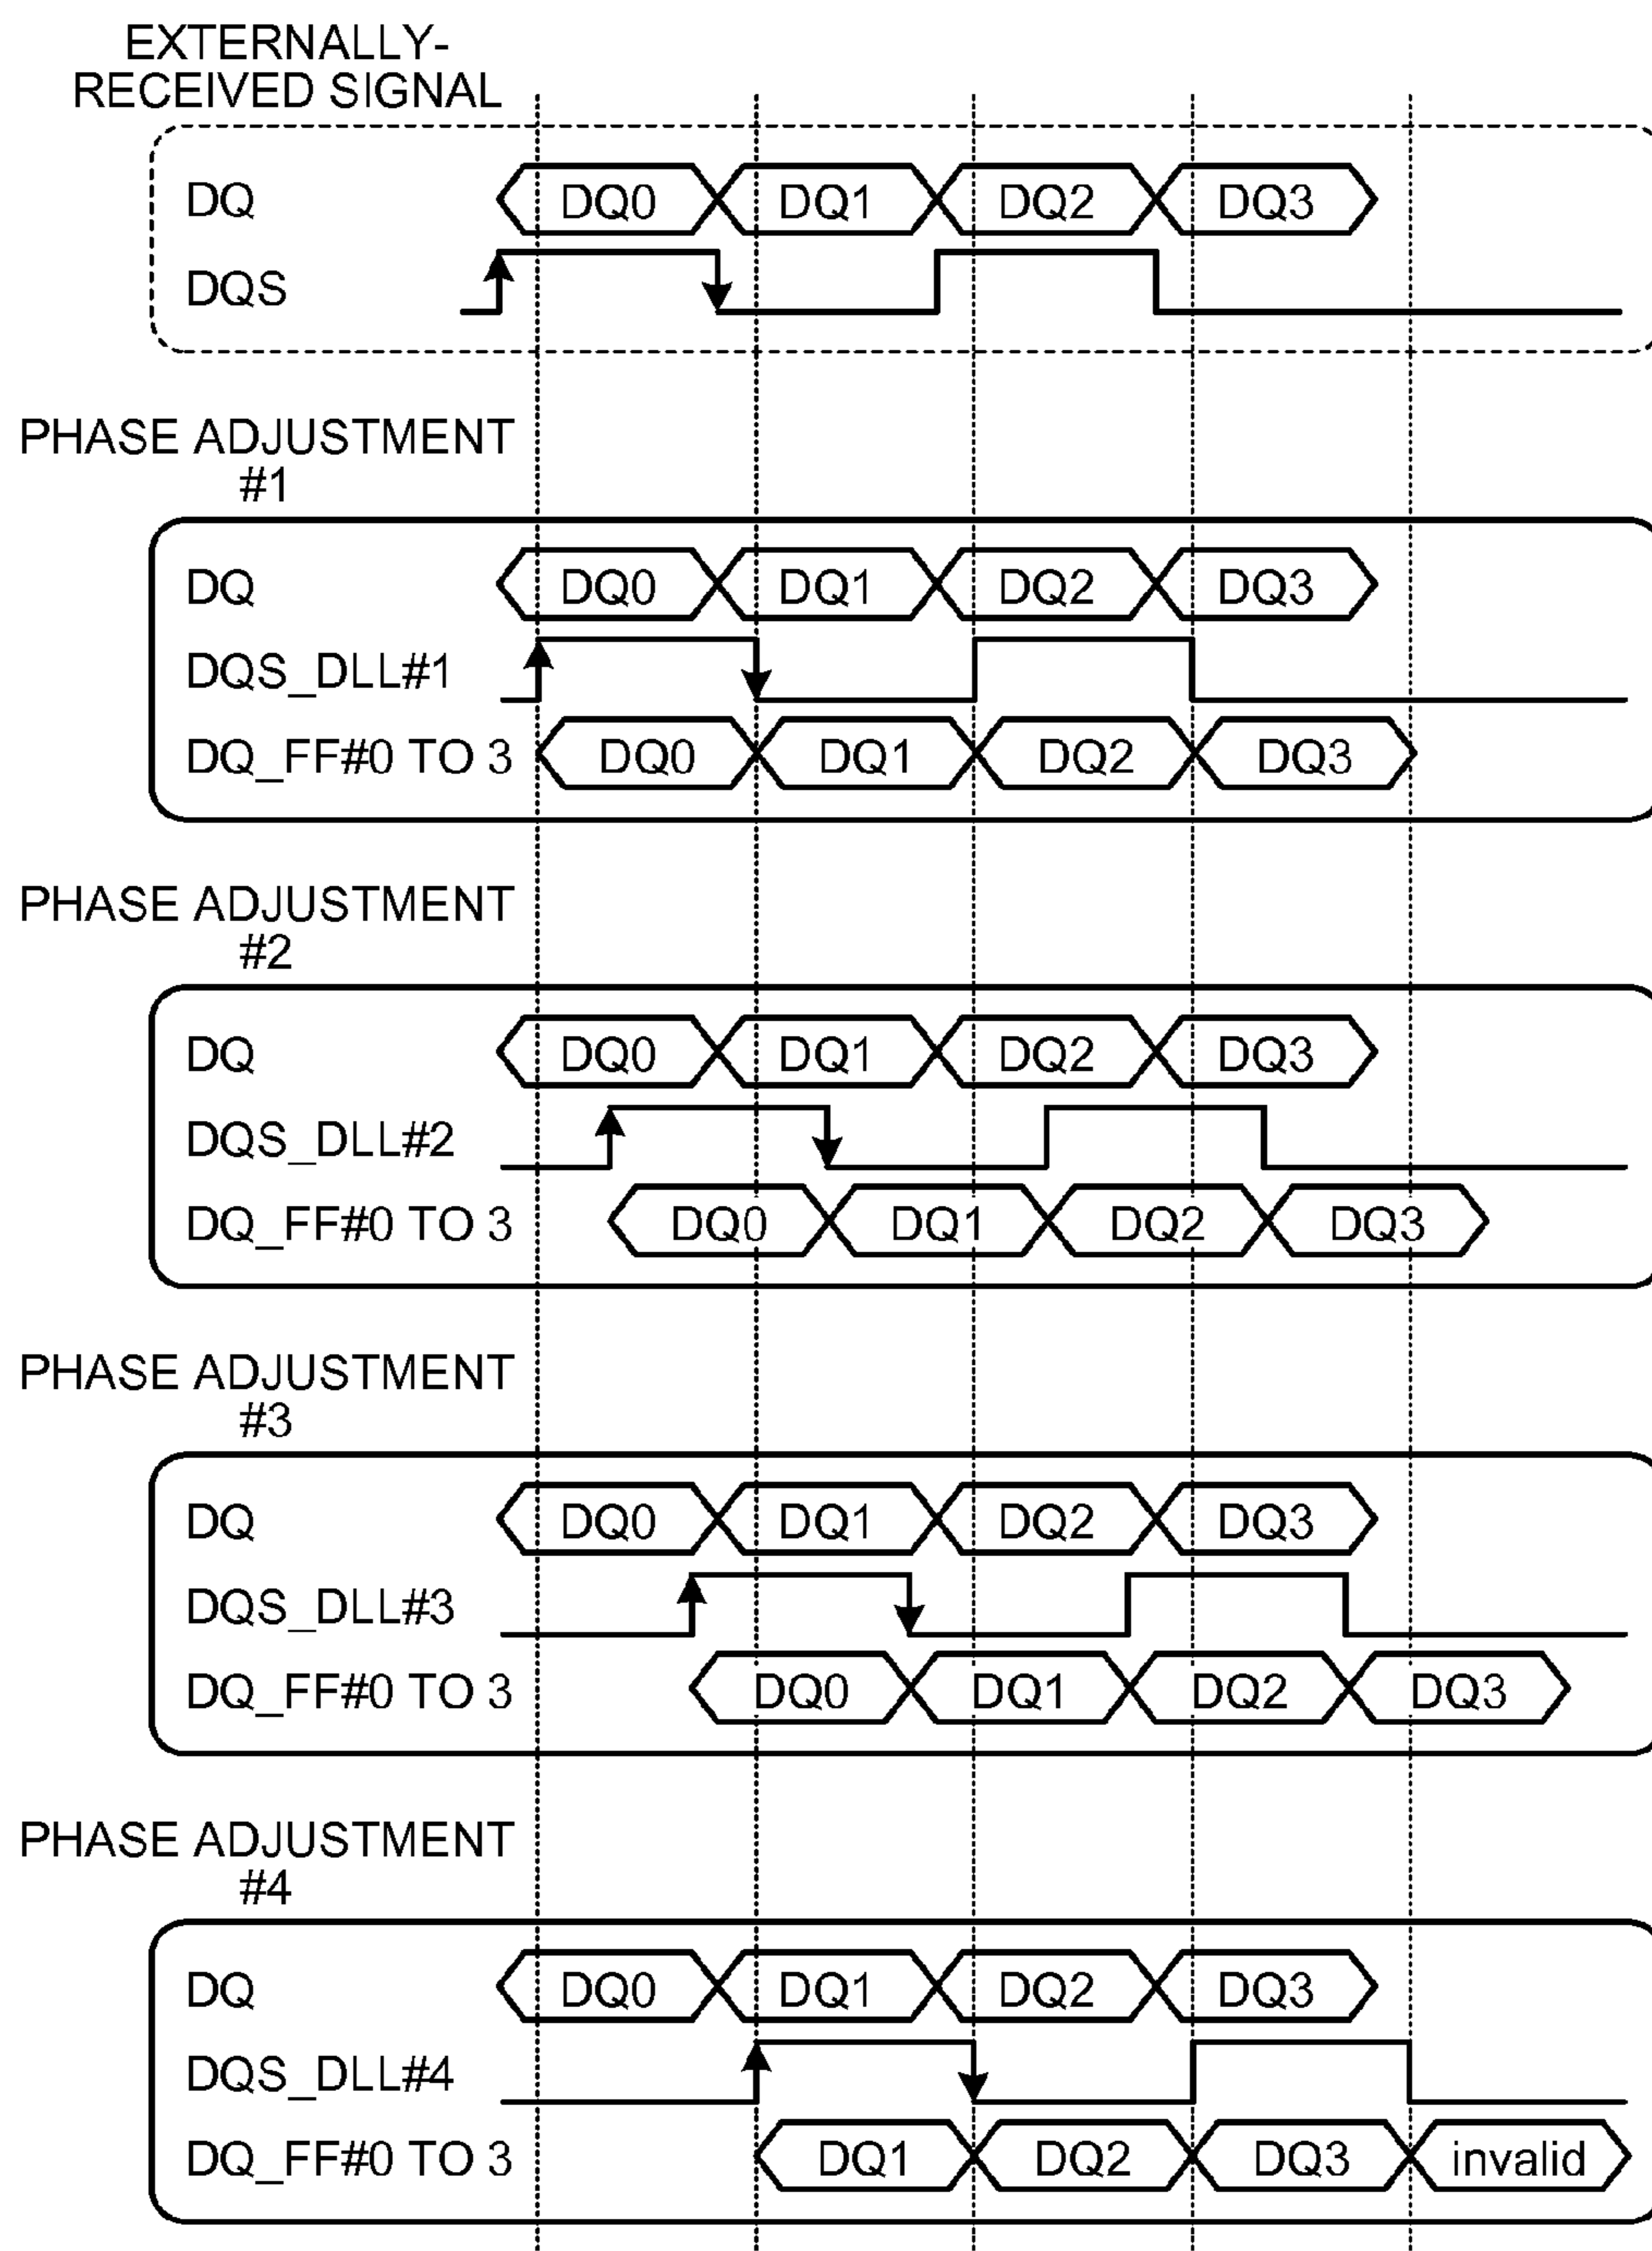 EXTERNALLY-
RECEIVED SIGNAL
DQ DQ0 DQ1 DQ2 DQ3
DQS
PHASE ADJUSTMENT
#1
DQ DQ0 DQ1 DQ2 DQ3
DQS_DLL#1
DQ_FF#0 TO 3 DQ0 DQ1 DQ2 DQ3
PHASE ADJUSTMENT
#2
DQ DQ0 DQ1 DQ2 DQ3
DQS_DLL#2
DQ_FF#0 TO 3 DQ0 DQ1 DQ2 DQ3
PHASE ADJUSTMENT
#3
DQ DQ0 DQ1 DQ2 DQ3
DQS_DLL#3
DQ_FF#0 TO 3 DQ0 DQ1 DQ2 DQ3
PHASE ADJUSTMENT
#4
DQ DQ0 DQ1 DQ2 DQ3
DQS_DLL#4
DQ_FF#0 TO 3 DQ1 DQ2 DQ3 invalid